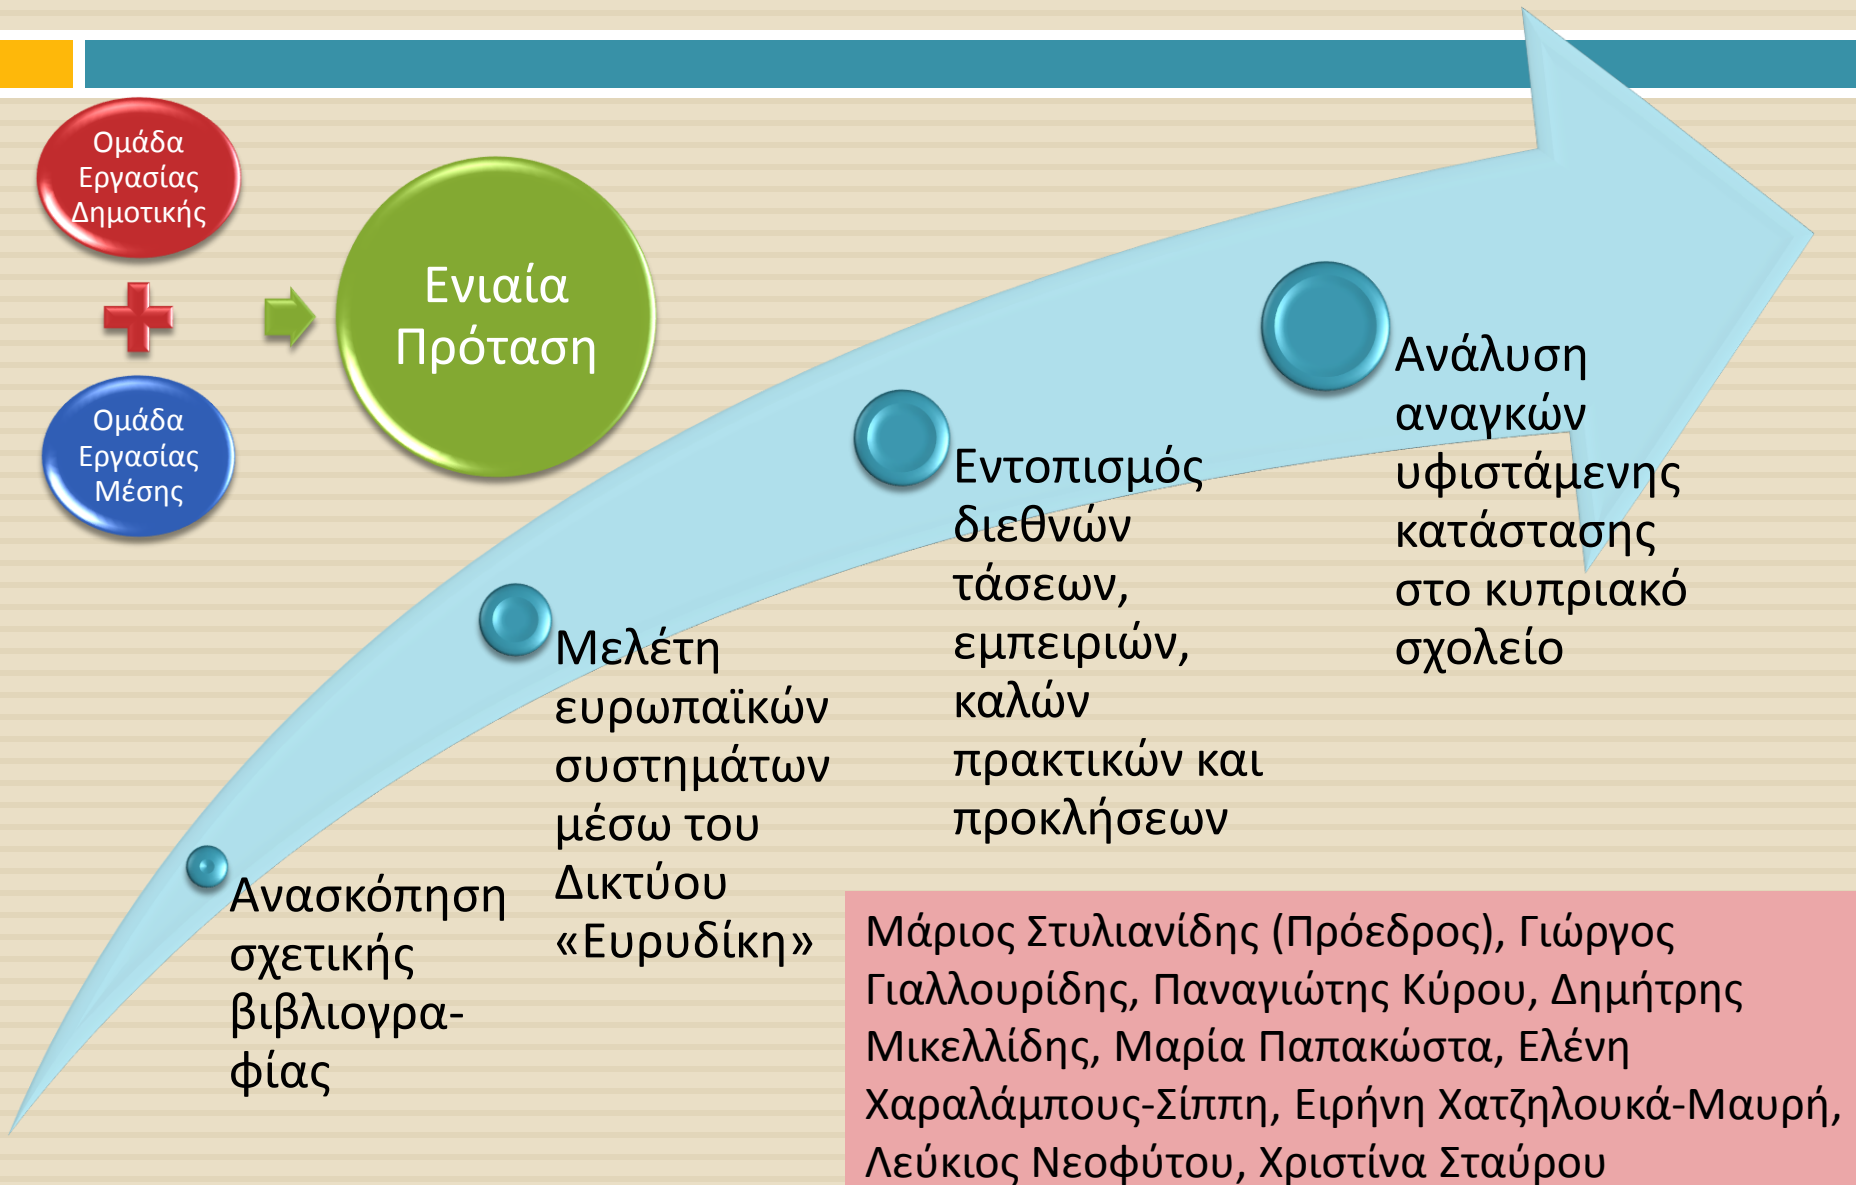 Ομάδα
Εργασίας
Δημοτικής
Ομάδα
Εργασίας
Μέσης
Ενιαία
Πρόταση
Ανασκόπηση
σχετικής
βιβλιογρα-
φίας
Μελέτη
ευρωπαϊκών
συστημάτων
μέσω του
Δικτύου
«Ευρυδίκη»
Εντοπισμός
διεθνών
τάσεων,
εμπειριών,
καλών
πρακτικών και
προκλήσεων
Ανάλυση
αναγκών
υφιστάμενης
κατάστασης
στο κυπριακό
σχολείο
Μάριος Στυλιανίδης (Πρόεδρος), Γιώργος
Γιαλλουρίδης, Παναγιώτης Κύρου, Δημήτρης
Μικελλίδης, Μαρία Παπακώστα, Ελένη
Χαραλάμπους-Σίππη, Ειρήνη Χατζηλουκά-Μαυρή,
Λεύκιος Νεοφύτου, Χριστίνα Σταύρου